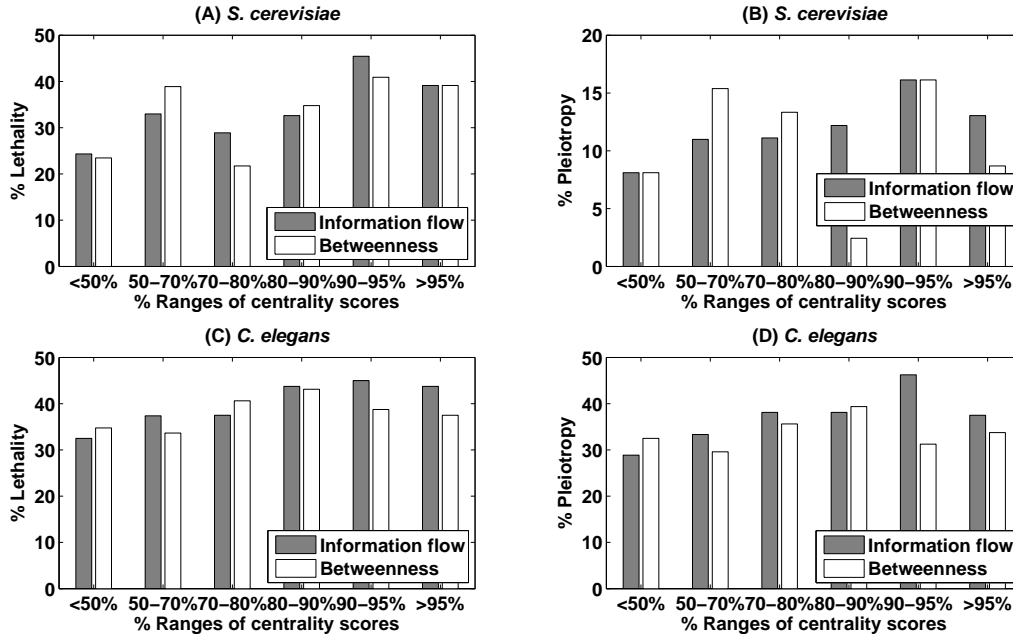 (A) S. cerevisiae
50
40
30
20
10
0
% Lethality
Information flow
Betweenness
<50% 50−70% 70−80% 80−90% 90−95% >95%
% Ranges of centrality scores
(B) S. cerevisiae
20
15
10
5
0
% Pleiotropy
Information flow
Betweenness
<50% 50−70% 70−80% 80−90% 90−95% >95%
% Ranges of centrality scores
(C) C. elegans
50
40
30
20
10
0
% Lethality
Information flow
Betweenness
<50% 50−70% 70−80% 80−90% 90−95% >95%
% Ranges of centrality scores
(D) C. elegans
50
40
30
20
10
0
% Pleiotropy
Information flow
Betweenness
<50% 50−70% 70−80% 80−90% 90−95% >95%
% Ranges of centrality scores